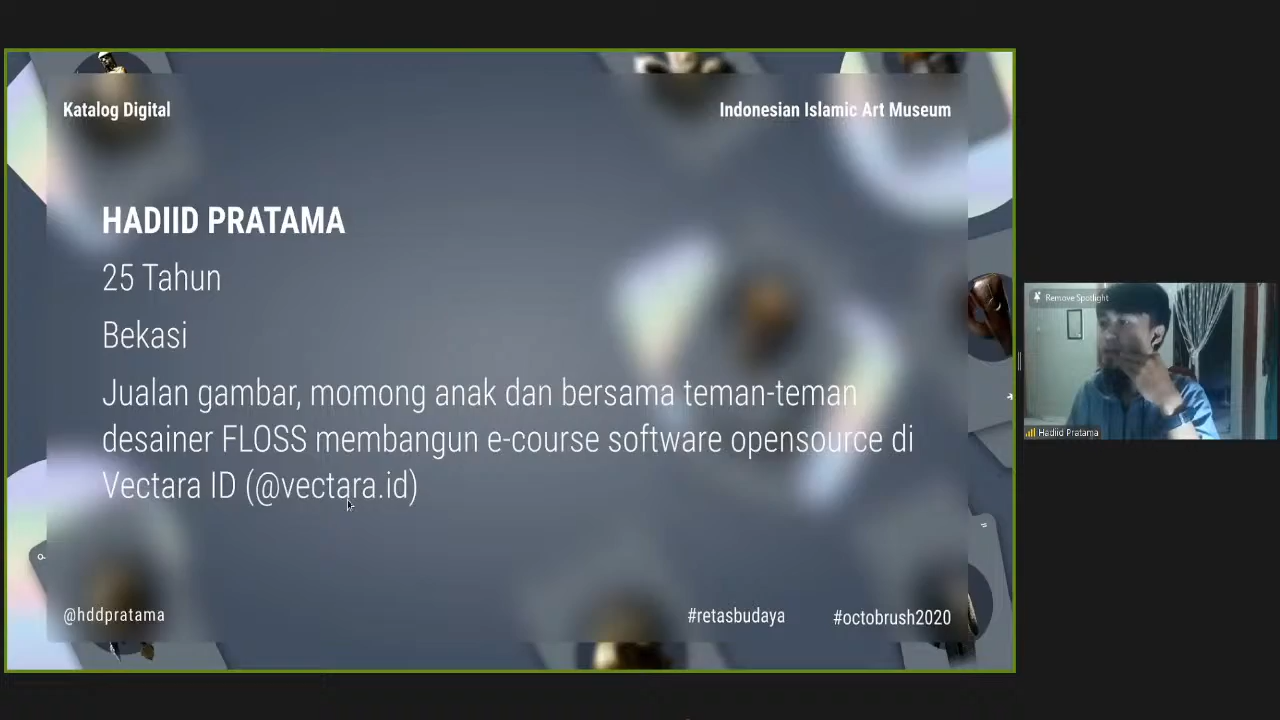 Katalog Digital
Indonesian Islamic Art Museum
HADIID PRATAMA
25 Tahun
Bekasi
Jualan gambar, momong anak dan bersama teman-teman
desainer FLOSS membangun e-course software opensource di
Vectara ID (@vectara.id)
@hddpratama
#retasbudaya
#octobrush2020
Remove Spotlight
Hadiid Pratama